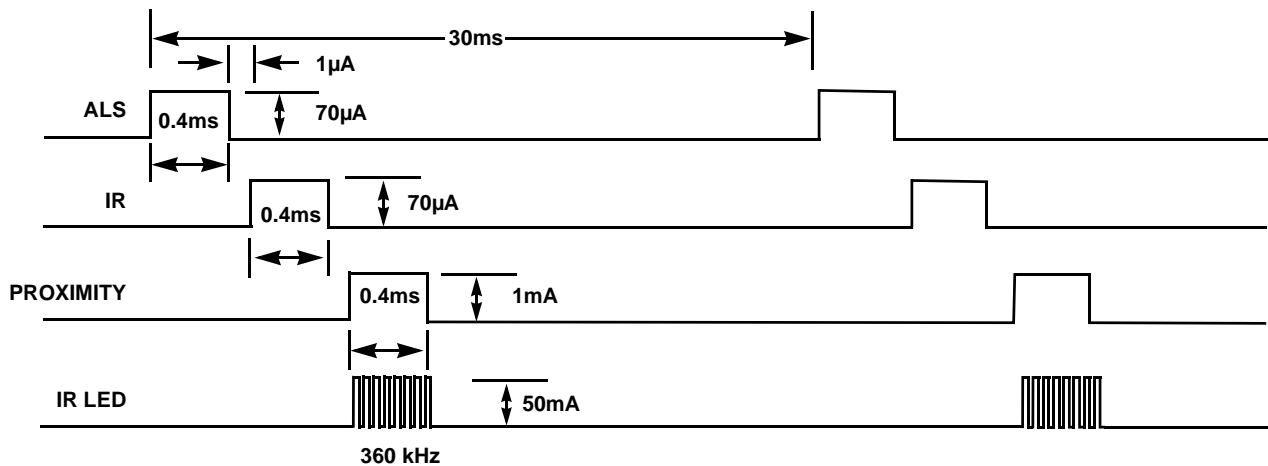 30ms
1µA
ALS
0.4ms
70µA
IR
0.4ms
70µA
PROXIMITY
0.4ms
1mA
IR LED
50mA
360 kHz